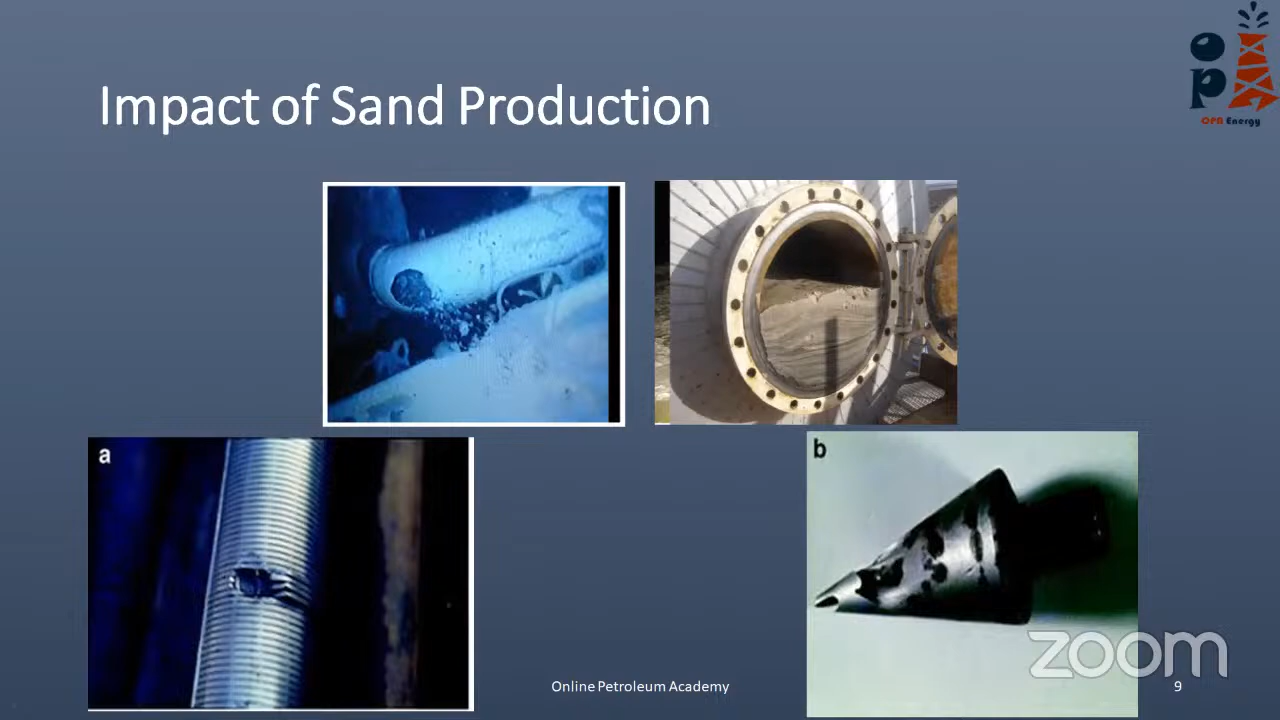 Impact of Sand Production
OPA Energy
a
b
Online Petroleum Academy
9
zoom